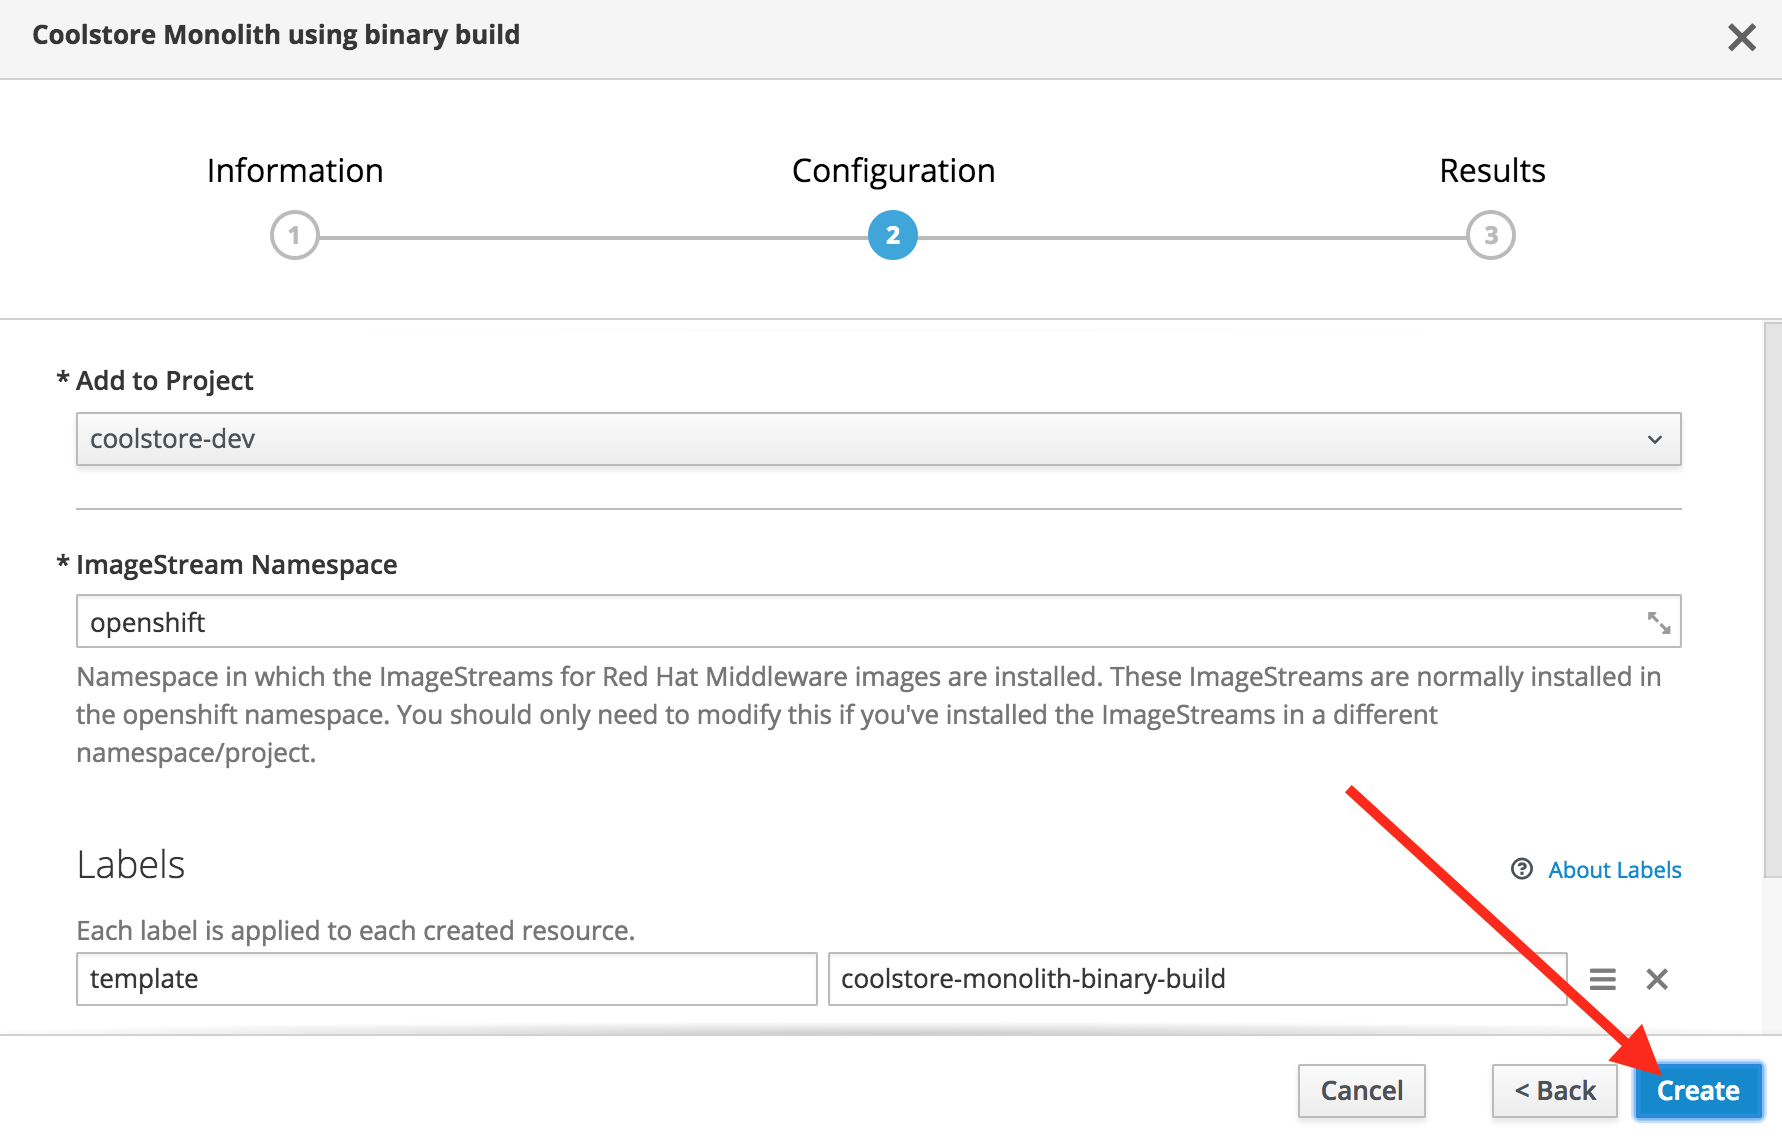 Coolstore Monolith using binary build
Information
Configuration
Results
1
2
3
* Add to Project
coolstore-dev
* ImageStream Namespace
openshift
Namespace in which the ImageStreams for Red Hat Middleware images are installed. These ImageStreams are normally installed in
the openshift namespace. You should only need to modify this if you've installed the ImageStreams in a different
namespace/project.
Labels
About Labels
Each label is applied to each created resource.
template
coolstore-monolith-binary-build
Cancel
< Back
Create